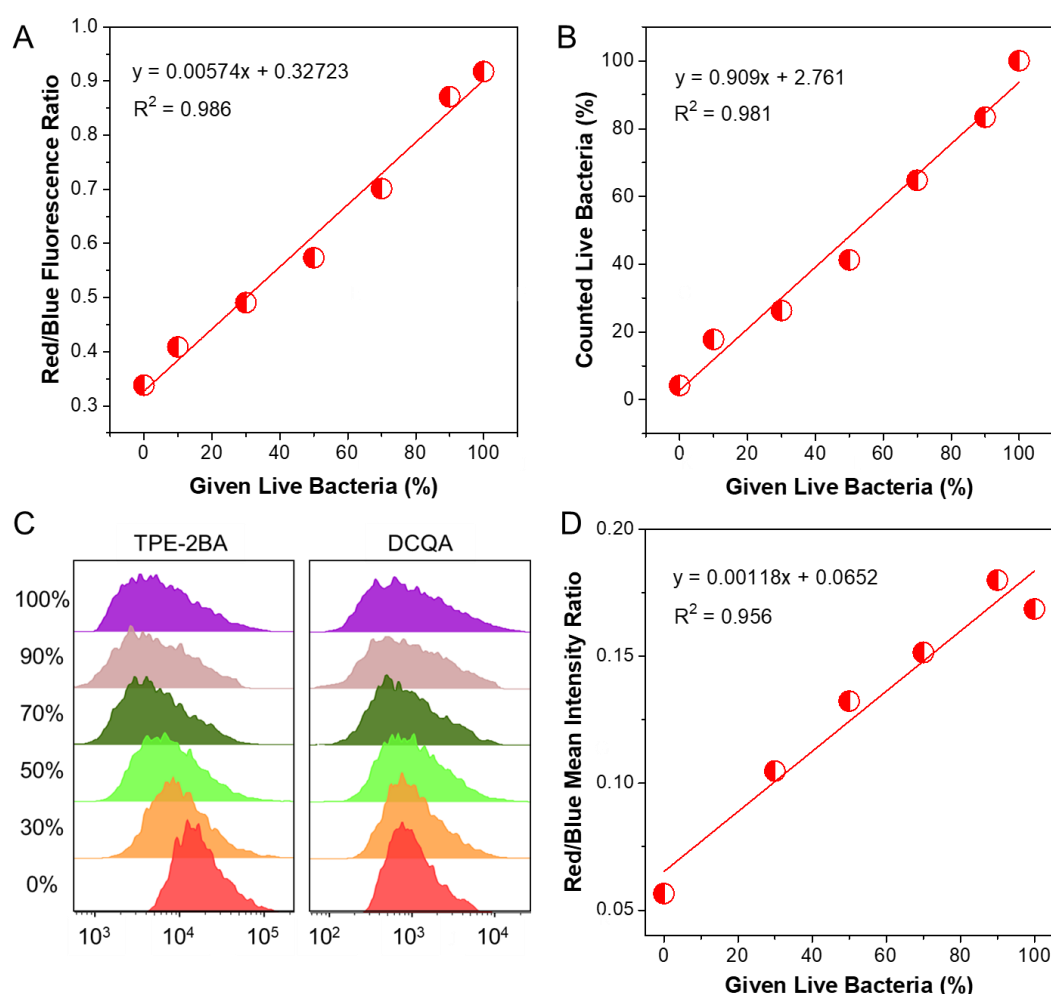 A
y = 0.00574x + 0.32723
R² = 0.986
Red/Blue Fluorescence Ratio
1.0
0.9
0.8
0.7
0.6
0.5
0.4
0.3
0 20 40 60 80 100
Given Live Bacteria (%)
B
y = 0.909x + 2.761
R² = 0.981
Counted Live Bacteria (%)
100
80
60
40
20
0
0 20 40 60 80 100
Given Live Bacteria (%)
C
TPE-2BA DCQA
100%
90%
70%
50%
30%
0%
10³ 10⁴ 10⁵
10² 10³ 10⁴
D
y = 0.00118x + 0.0652
R² = 0.956
Red/Blue Mean Intensity Ratio
0.20
0.15
0.10
0.05
0 20 40 60 80 100
Given Live Bacteria (%)